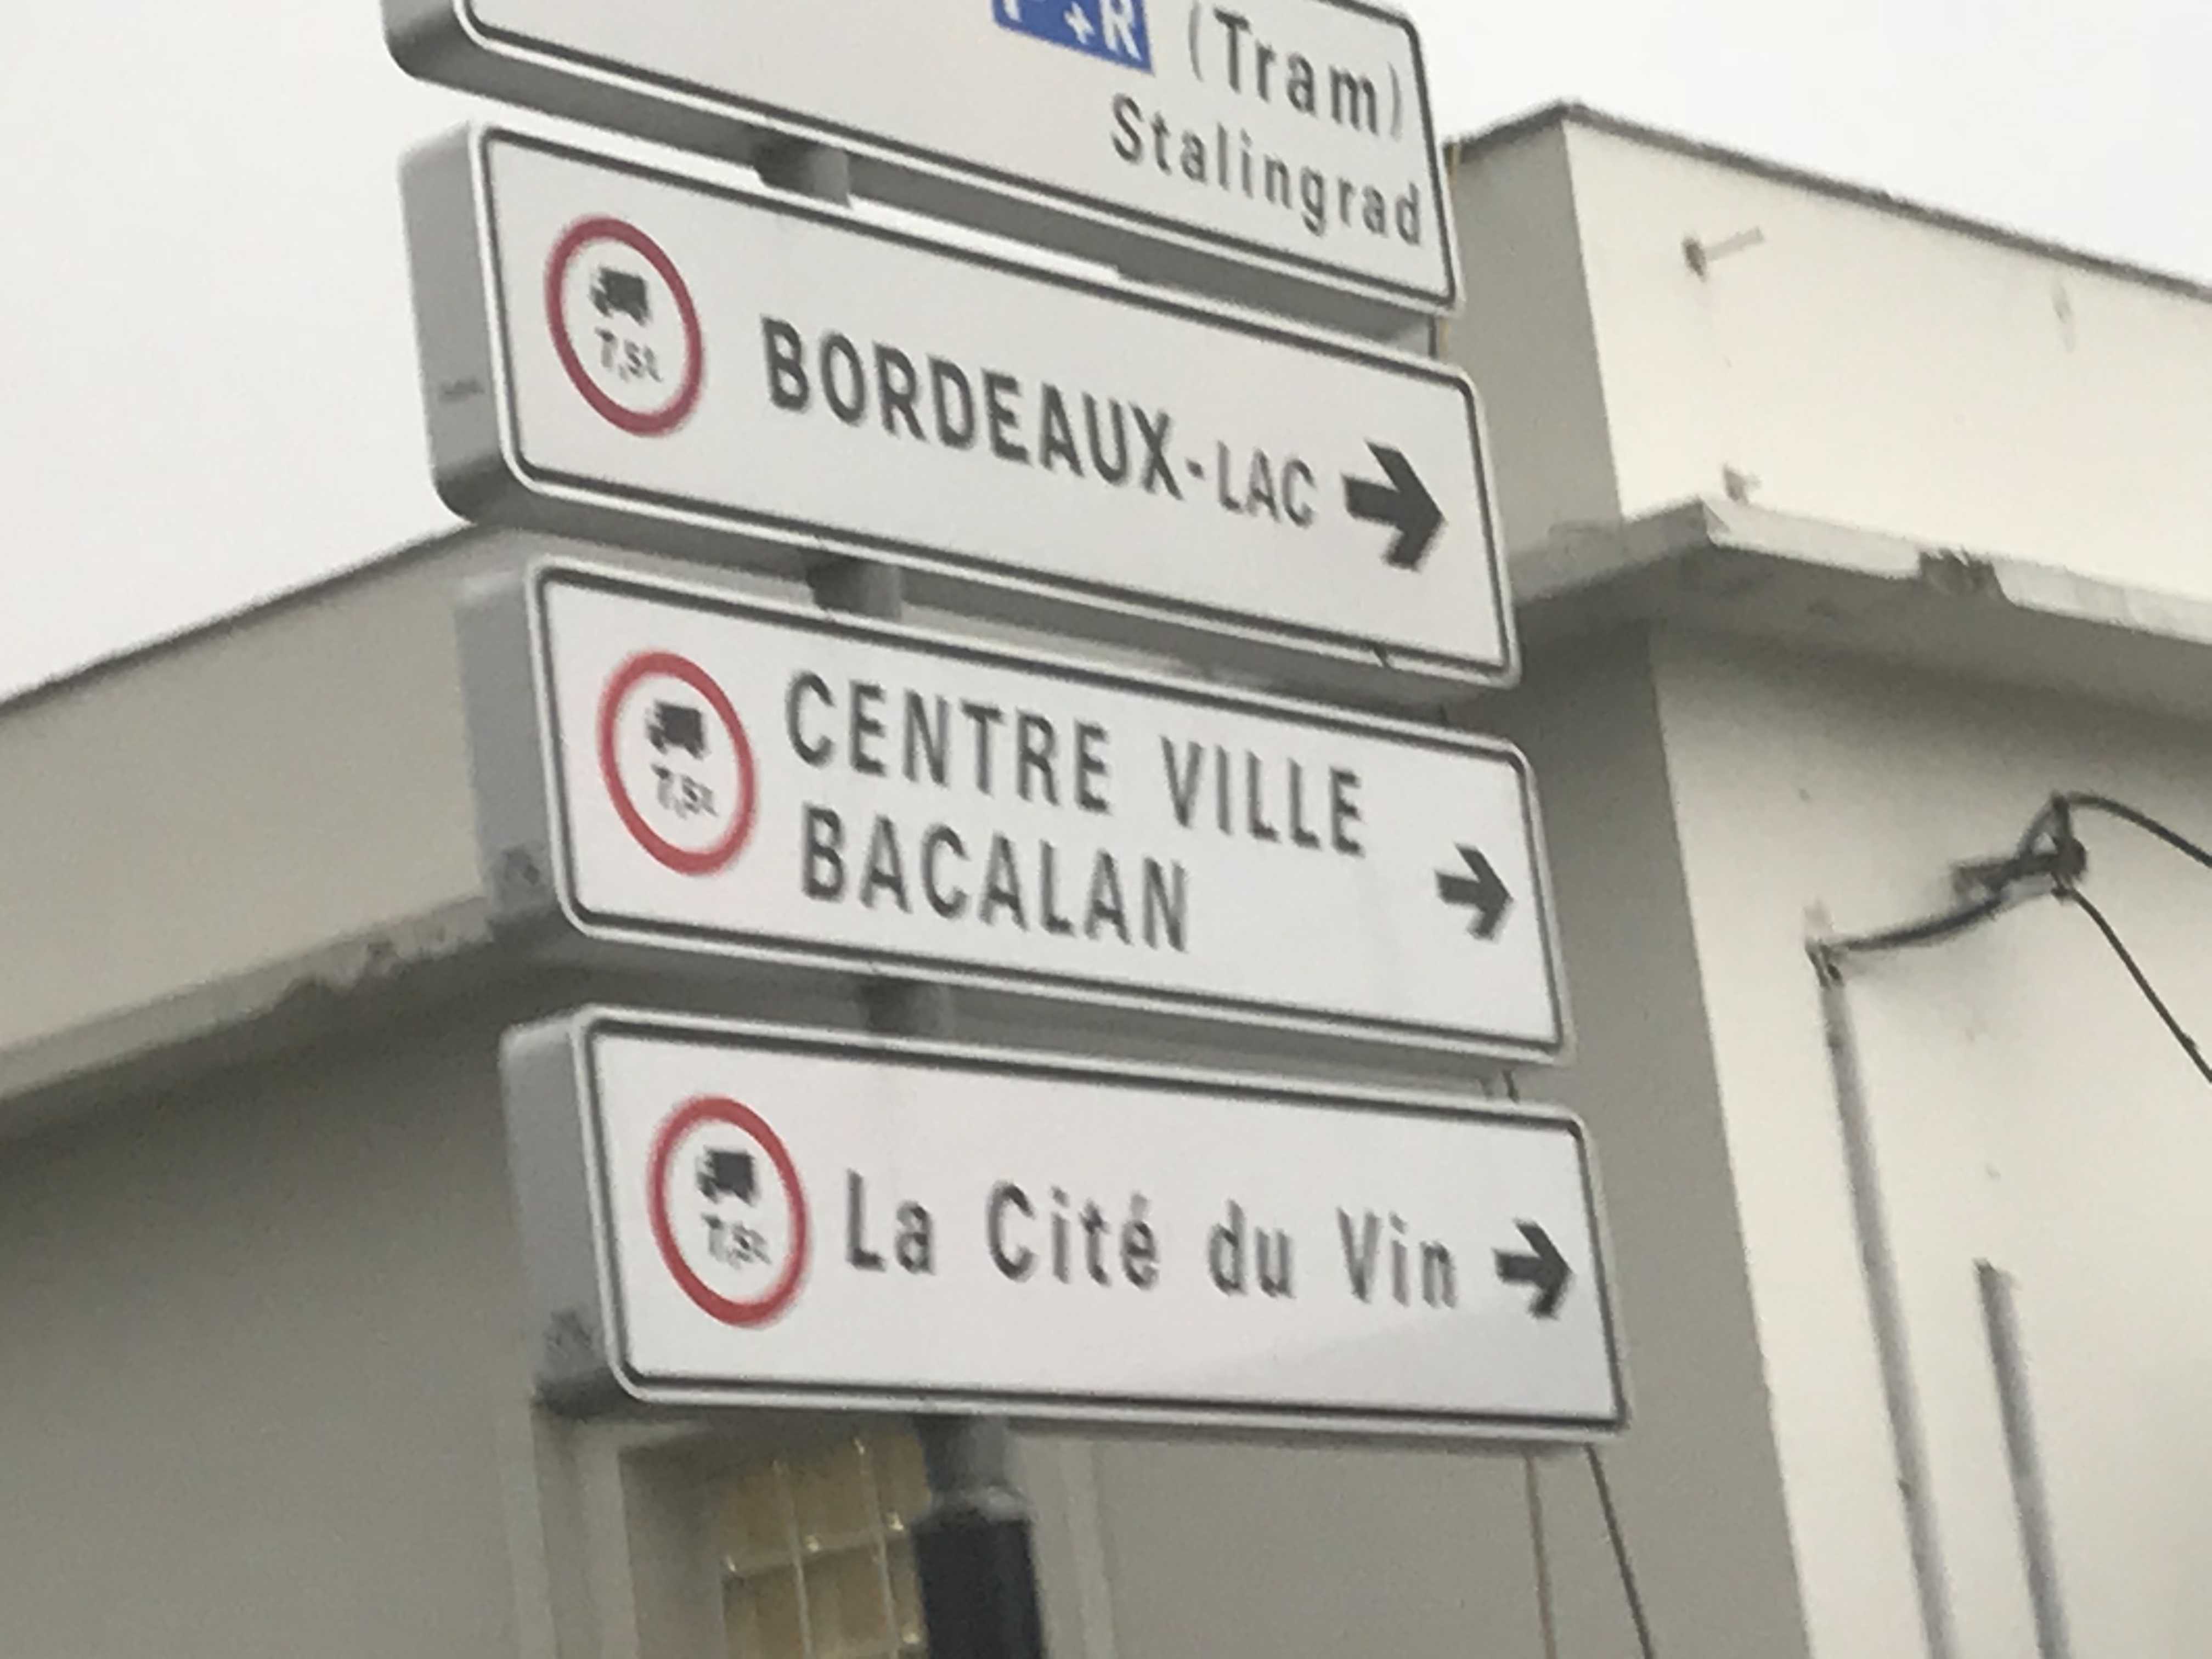 P+R (Tram)
Stalingrad
7,5t
BORDEAUX-LAC
7,5t
CENTRE VILLE
BACALAN
7,5t
La Cité du Vin